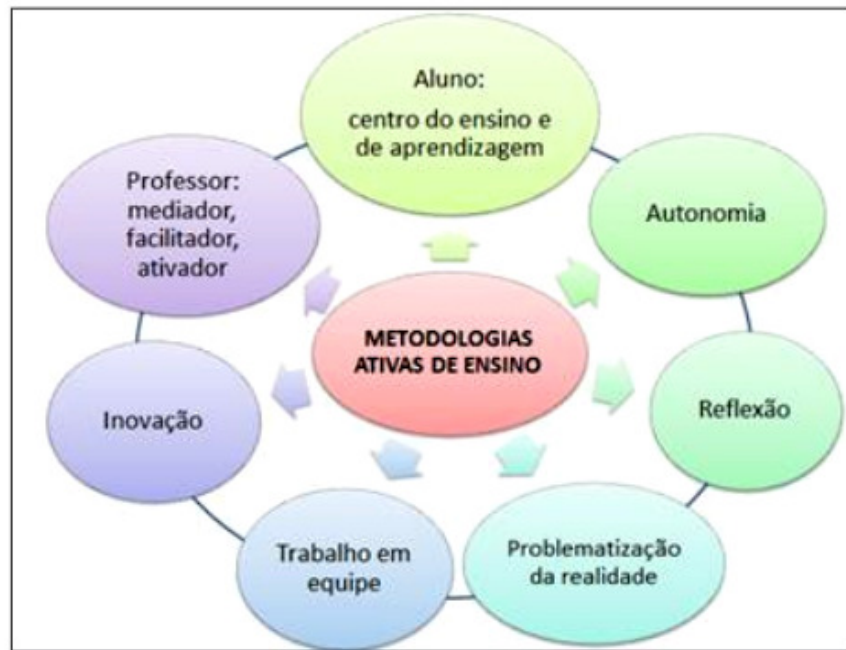 Aluno:
centro do ensino e
de aprendizagem
Autonomia
Reflexão
Problematização
da realidade
Trabalho em
equipe
Inovação
Professor:
mediador,
facilitador,
ativador
METODOLOGIAS
ATIVAS DE ENSINO